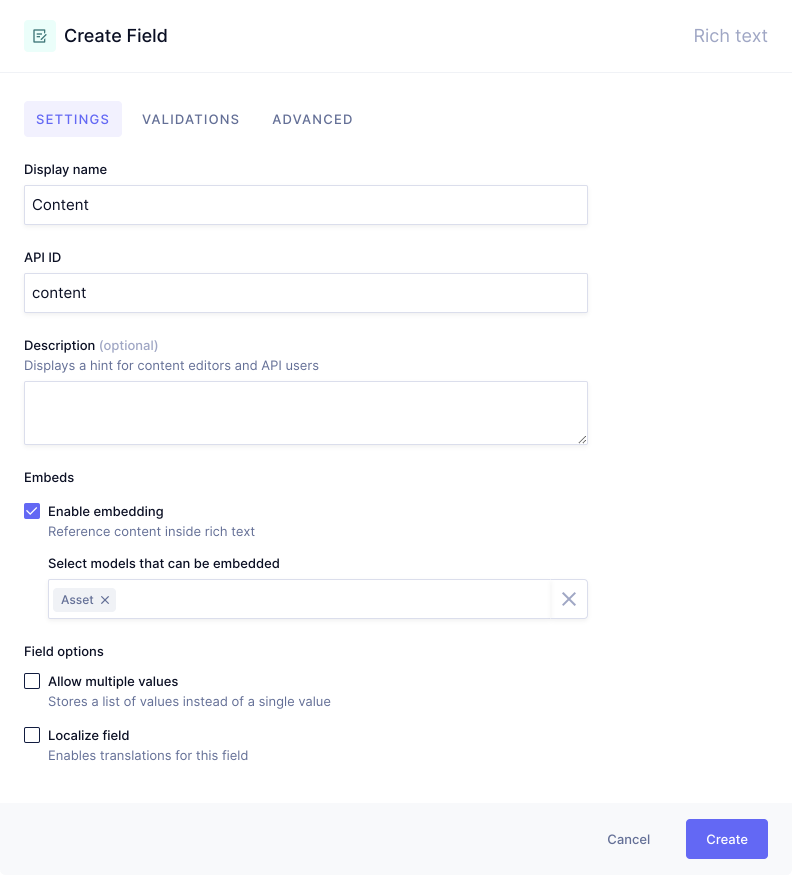 Create Field
Rich text
SETTINGS VALIDATIONS ADVANCED
Display name
Content
API ID
content
Description (optional)
Displays a hint for content editors and API users
Embeds
Enable embedding
Reference content inside rich text
Select models that can be embedded
Asset
Field options
Allow multiple values
Stores a list of values instead of a single value
Localize field
Enables translations for this field
Cancel
Create